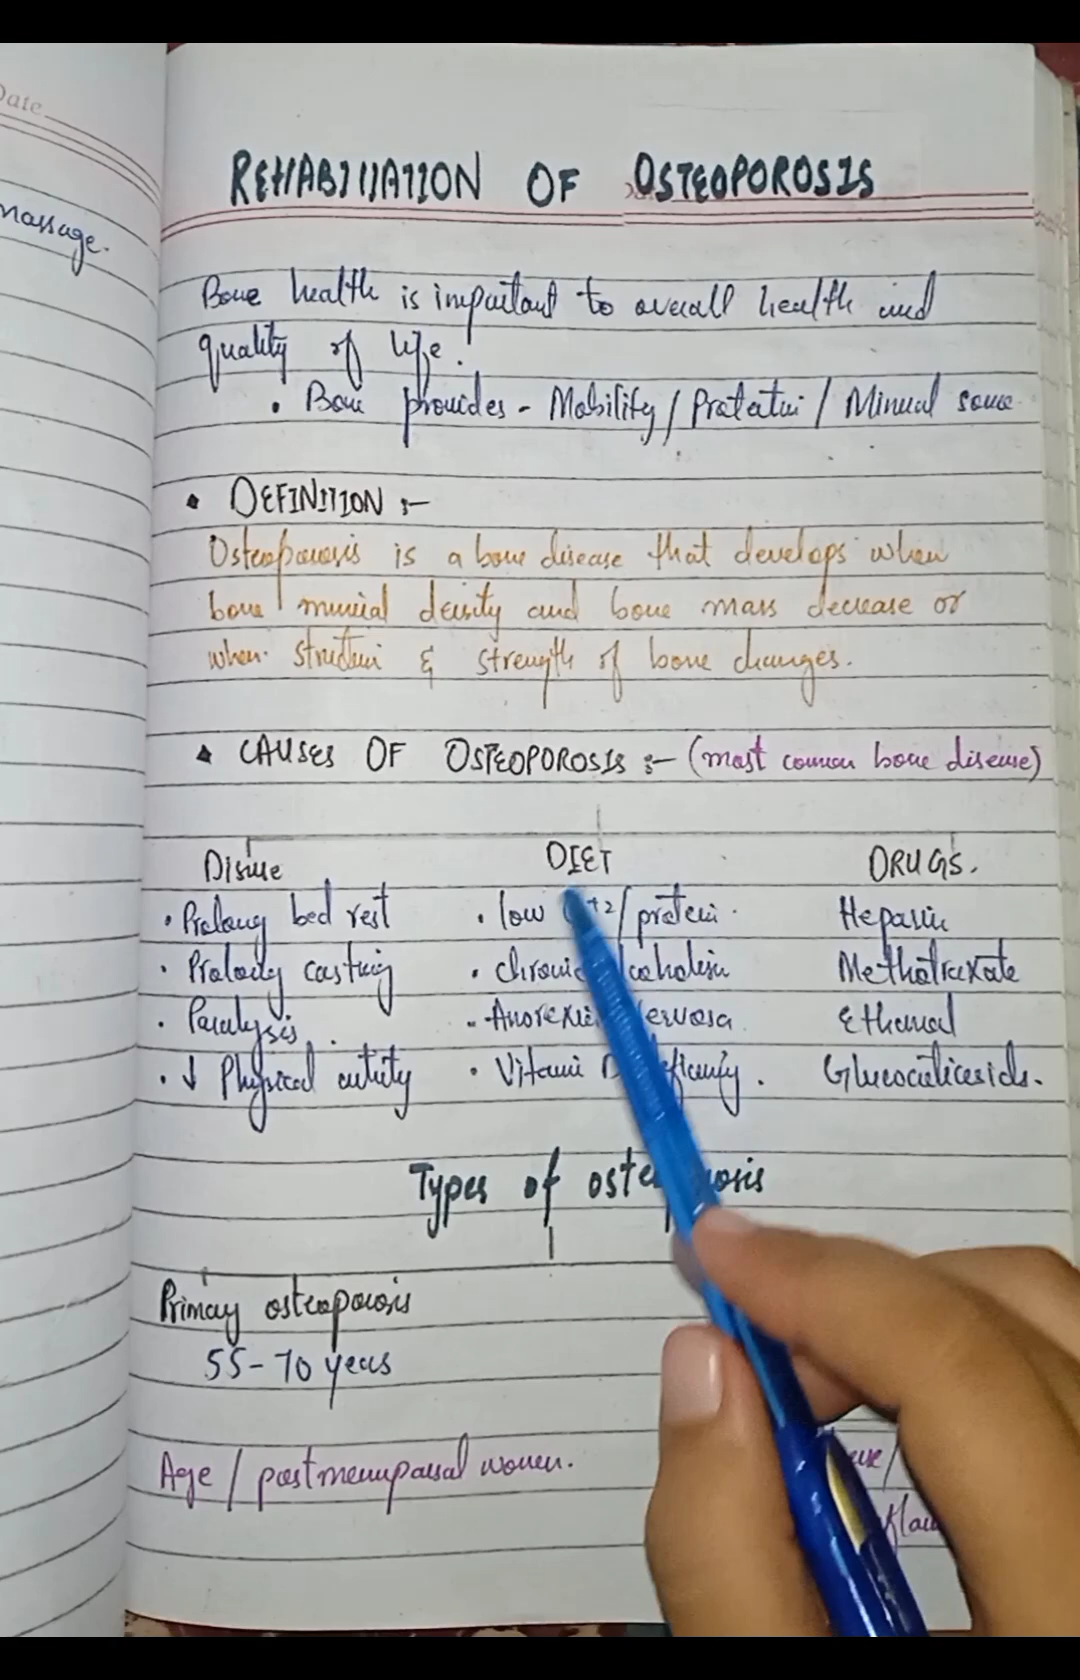 Date
massage.
REHABILIATION OF OSTEOPOROSIS
Bone health is important to overall health and
quality of life.
• Bone provides - Mobility / Protection / Mineral source
• DEFINITION :-
Osteoporosis is a bone disease that develops when
bone mineral density and bone mass decrease or
when structure & strength of bone changes.
▲ CAUSES OF OSTEOPOROSIS :- (most common bone disease)
Disuse DIET DRUGS.
• Prolong bed rest • low +2/protein. Heparin
• Prolong casting • chronic Methotrexate
• Paralysis. Ethanol
• ↓ Physical activity • Vitamin D Glucocorticoids.
Types of
Primary osteoporosis
55-70 years
Age / postmenopausal women.